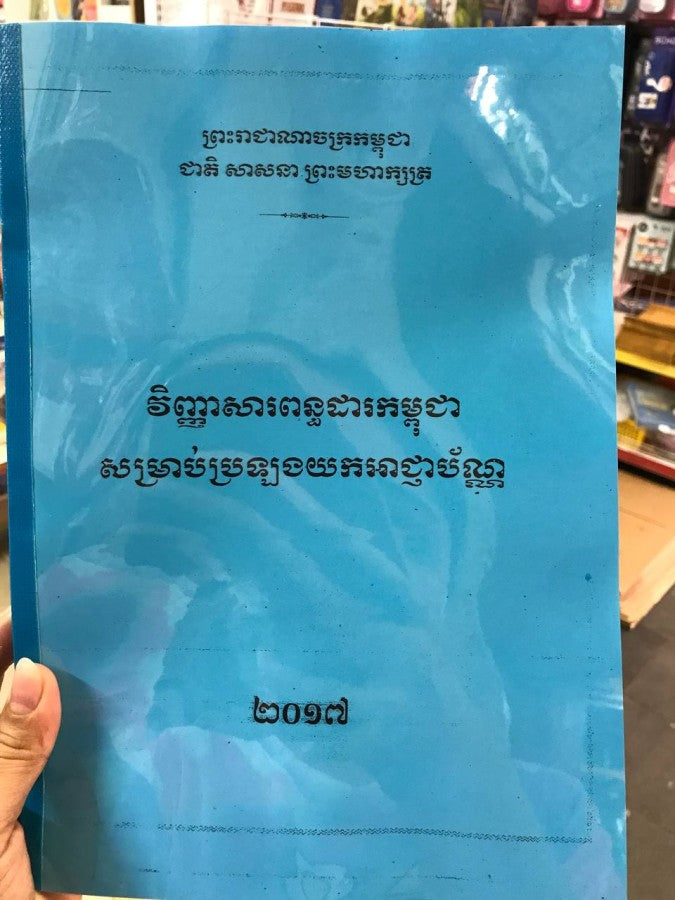 ព្រះរាជាណាចក្រកម្ពុជា
ជាតិ សាសនា ព្រះមហាក្សត្រ
វិញ្ញាសារពន្ធដារកម្ពុជា
សម្រាប់ប្រឡងយកអាជ្ញាប័ណ្ណ
២០១៧